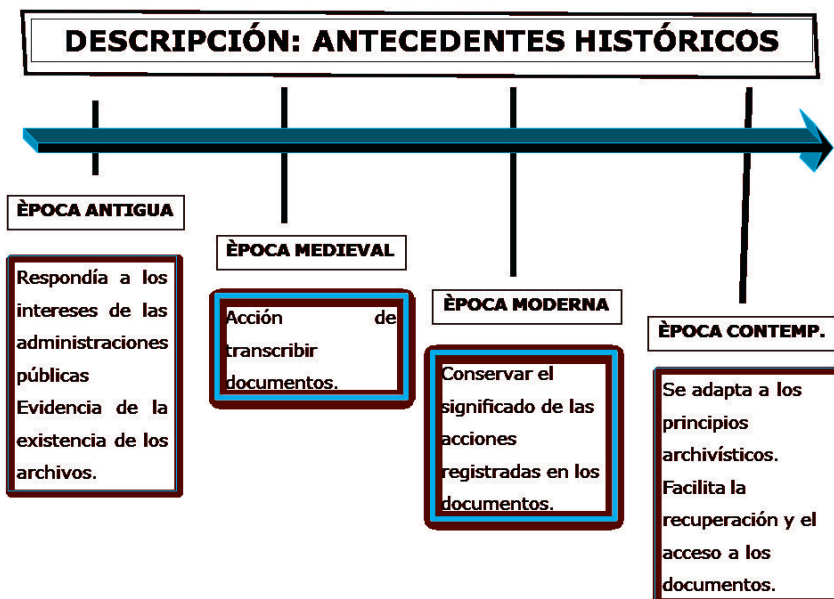 DESCRIPCIÓN: ANTECEDENTES HISTÓRICOS
ÈPOCA ANTIGUA
Respondía a los
intereses de las
administraciones
públicas
Evidencia de la
existencia de los
archivos.
ÈPOCA MEDIEVAL
Acción de
transcribir
documentos.
ÈPOCA MODERNA
Conservar el
significado de las
acciones
registradas en los
documentos.
ÈPOCA CONTEMP.
Se adapta a los
principios
archivísticos.
Facilita la
recuperación y el
acceso a los
documentos.